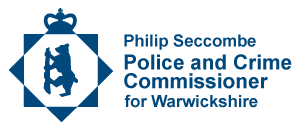 Philip Seccombe
Police and Crime
Commissioner
for Warwickshire